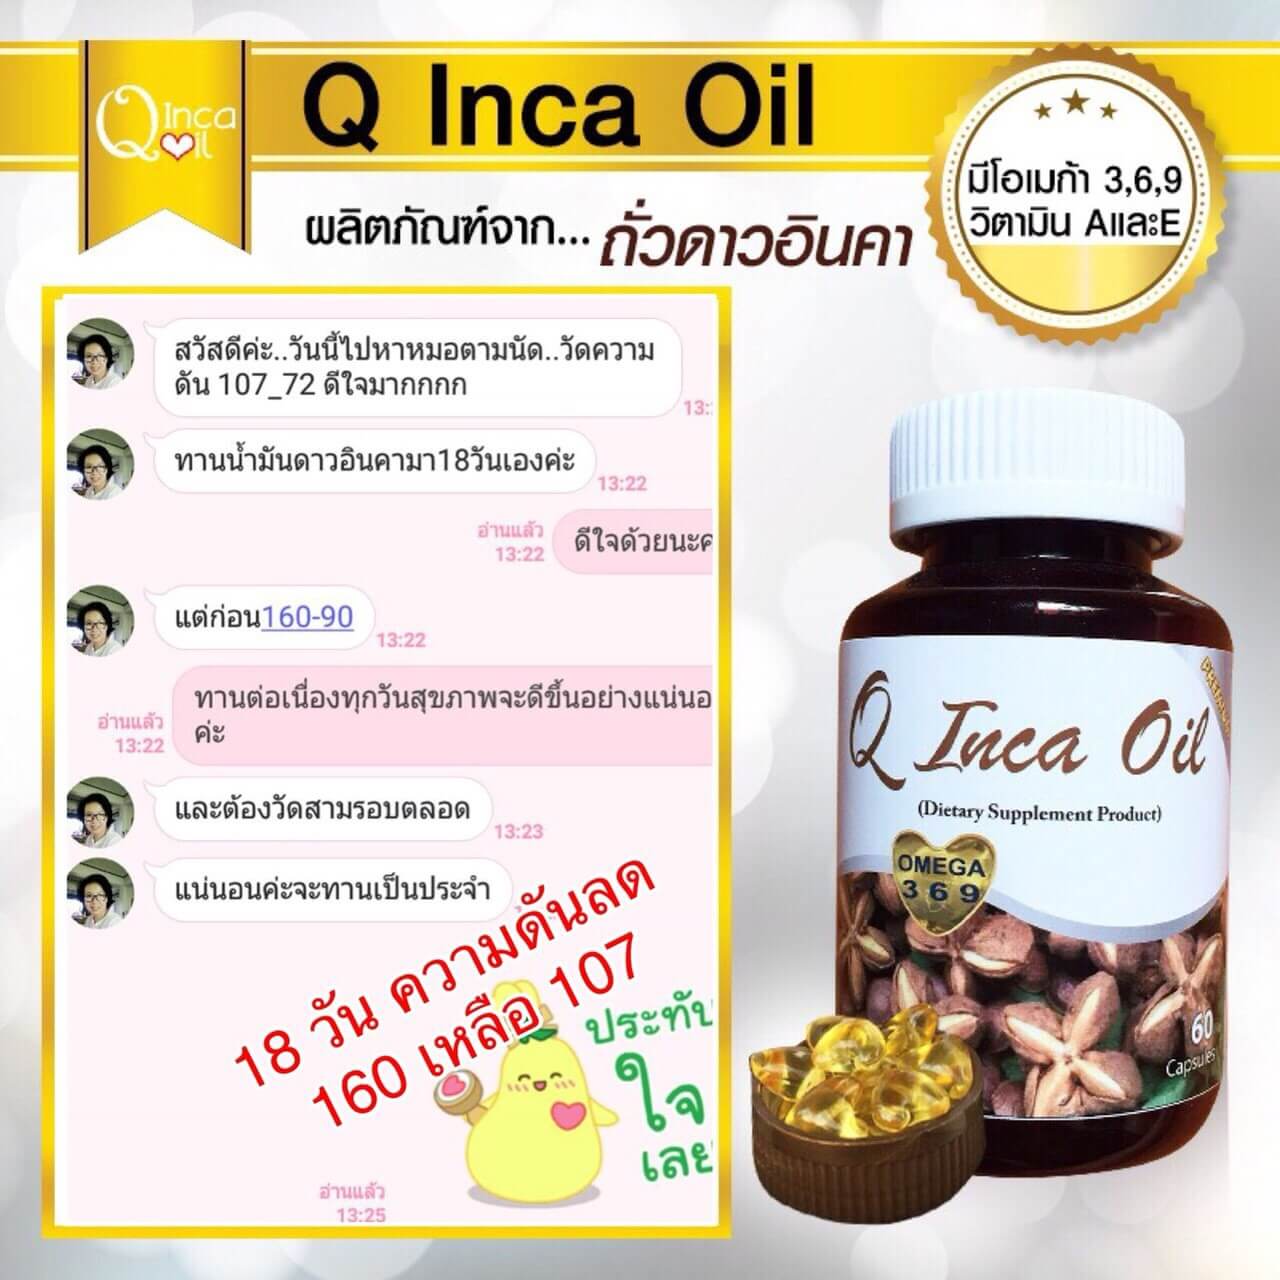 Q Inca Oil
Q Inca Oil
ผลิตภัณฑ์จาก... ถั่วดาวอินคา
มีโอเมก้า 3,6,9
วิตามิน AและE
สวัสดีค่ะ..วันนี้ไปหาหมอตามนัด..วัดความ
ดัน 107_72 ดีใจมากกกก
13:
ทานน้ำมันดาวอินคามา18วันเองค่ะ
13:22
อ่านแล้ว
13:22
ดีใจด้วยนะค
แต่ก่อน160-90
13:22
ทานต่อเนื่องทุกวันสุขภาพจะดีขึ้นอย่างแน่นอ
ค่ะ
อ่านแล้ว
13:22
และต้องวัดสามรอบตลอด
13:23
แน่นอนค่ะจะทานเป็นประจำ
18 วัน ความดันลด
160 เหลือ 107
ประทับ
ใจ
เลย
อ่านแล้ว
13:25
PREMIUM
Q Inca Oil
(Dietary Supplement Product)
OMEGA
3 6 9
60
Capsules